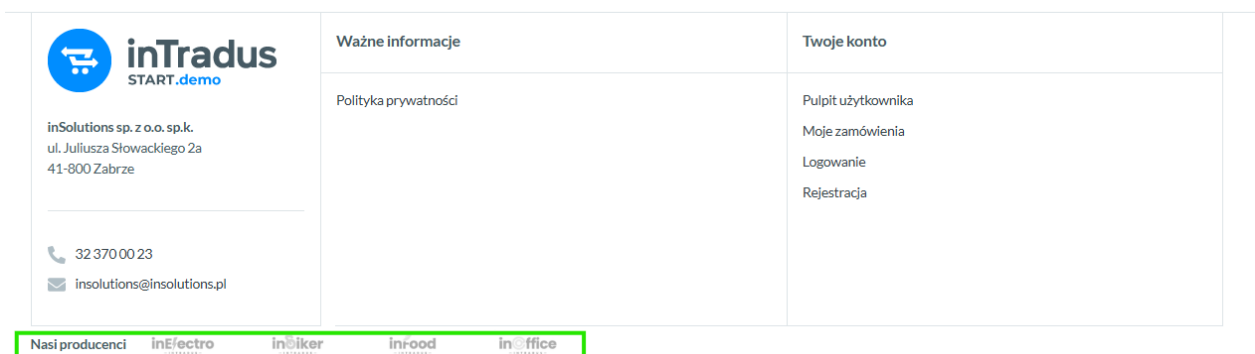 inTradus
START.demo
inSolutions sp. z o.o. sp.k.
ul. Juliusza Słowackiego 2a
41-800 Zabrze
32 370 00 23
insolutions@insolutions.pl
Ważne informacje
Polityka prywatności
Twoje konto
Pulpit użytkownika
Moje zamówienia
Logowanie
Rejestracja
Nasi producenci inElectro inBiker inFood inOffice